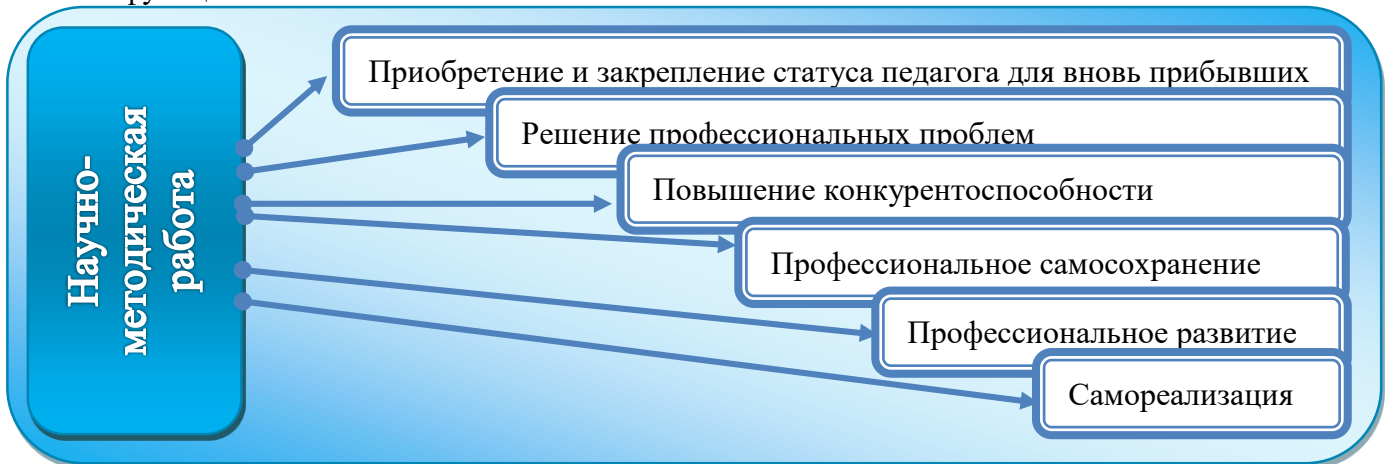 Научно-
методическая
работа
Приобретение и закрепление статуса педагога для вновь прибывших
Решение профессиональных проблем
Повышение конкурентоспособности
Профессиональное самосохранение
Профессиональное развитие
Самореализация